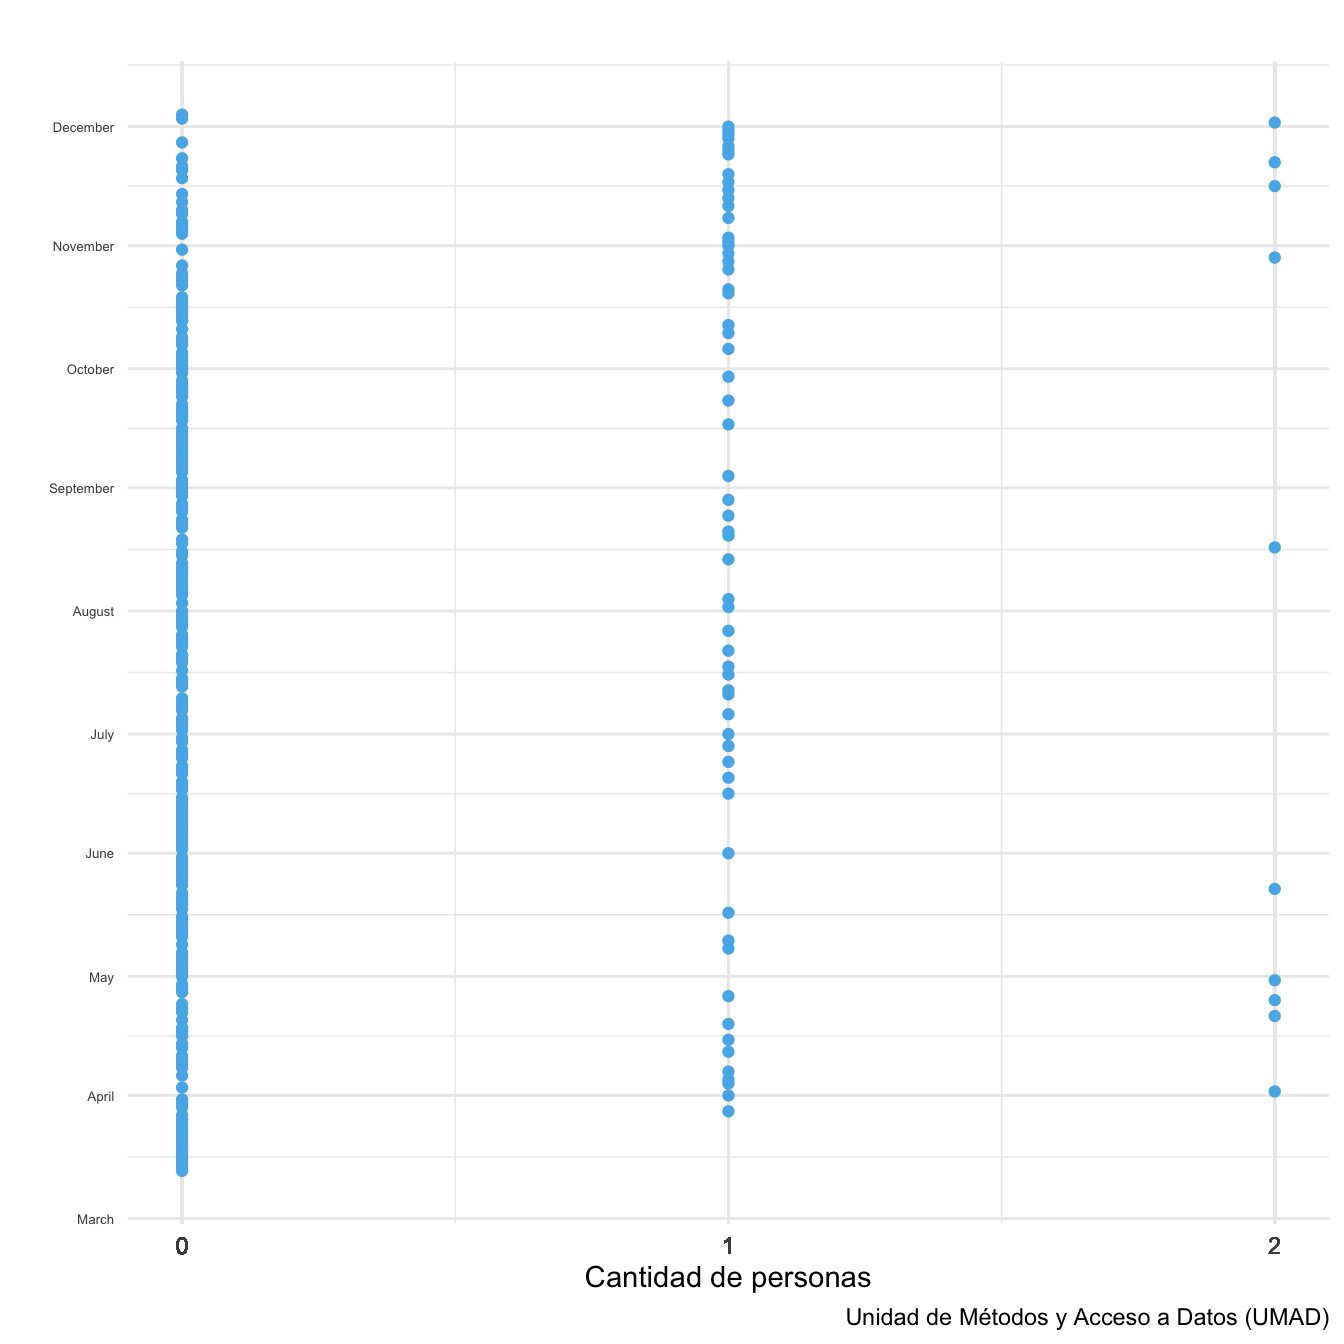 December
November
October
September
August
July
June
May
April
March
0 1 2
Cantidad de personas
Unidad de Métodos y Acceso a Datos (UMAD)